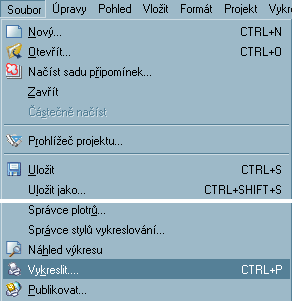 Soubor Úpravy Pohled Vložit Formát Projekt Vykre
Nový... CTRL+N
Otevřít... CTRL+O
Načíst sadu připomínek...
Zavřít
Částečně načíst
Prohlížeč projektu...
Uložit CTRL+S
Uložit jako... CTRL+SHIFT+S
Správce plotrů...
Správce stylů vykreslování...
Náhled výkresu
Vykreslit.... CTRL+P
Publikovat...